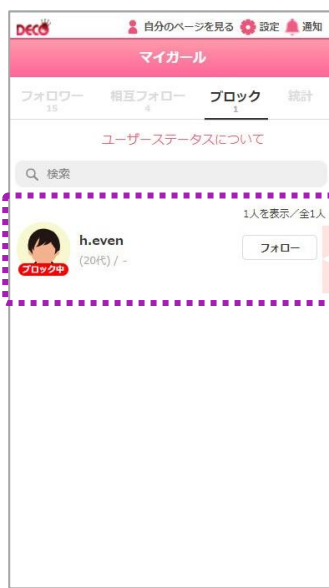 DECO 自分のページを見る 設定 通知
マイガール
フォロワー 相互フォロー ブロック 統計
15 4 1
ユーザーステータスについて
検索
1人を表示／全1人
h.even
フォロー
(20代) / -
ブロック中